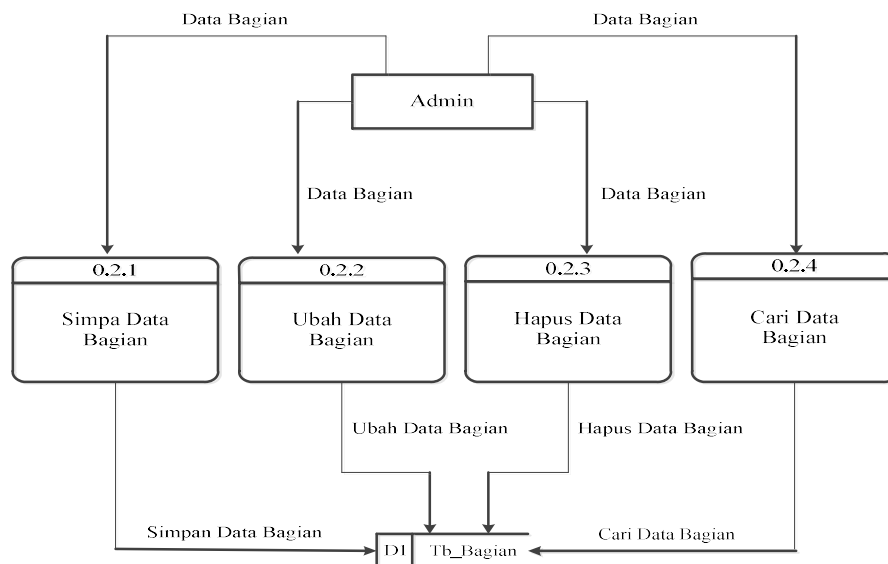 Data Bagian
Data Bagian
Admin
Data Bagian
Data Bagian
0.2.1
Simpa Data
Bagian
0.2.2
Ubah Data
Bagian
0.2.3
Hapus Data
Bagian
0.2.4
Cari Data
Bagian
Ubah Data Bagian
Hapus Data Bagian
Simpan Data Bagian
D1
Tb_Bagian
Cari Data Bagian